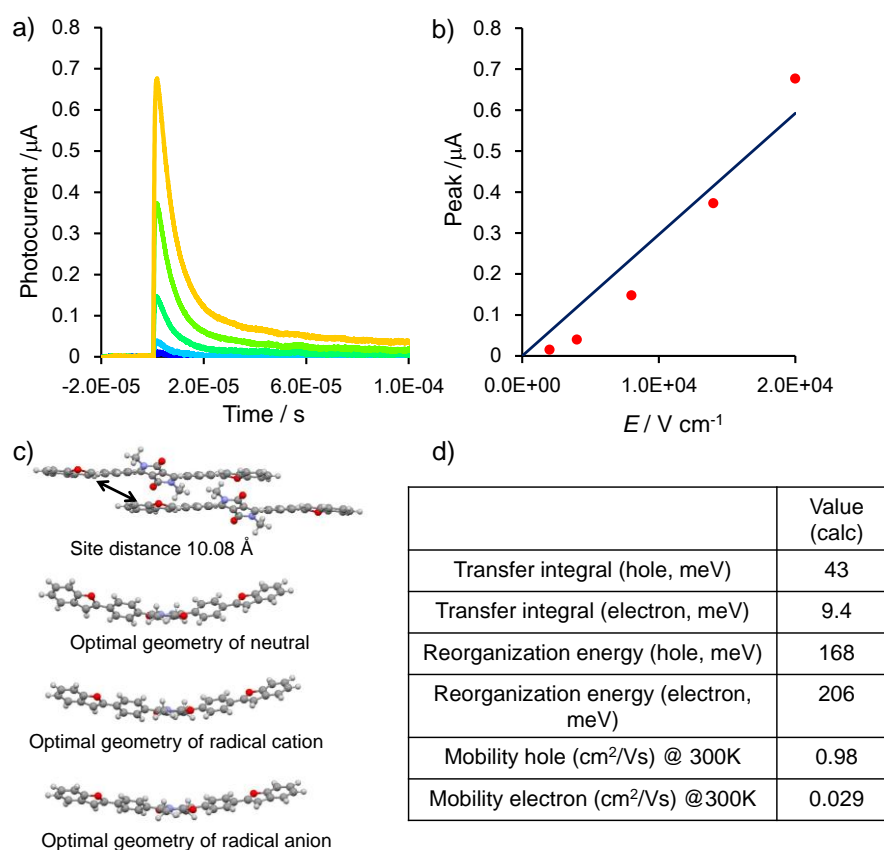 a)
0.8
0.7
0.6
0.5
0.4
0.3
0.2
0.1
0
Photocurrent /μA
-2.0E-05 2.0E-05 6.0E-05 1.0E-04
Time / s
b)
0.8
0.7
0.6
0.5
0.4
0.3
0.2
0.1
0
Peak /μA
0.0E+00 1.0E+04 2.0E+04
E / V cm⁻¹
c)
Site distance 10.08 Å
Optimal geometry of neutral
Optimal geometry of radical cation
Optimal geometry of radical anion
d)
Value
(calc)
Transfer integral (hole, meV) 43
Transfer integral (electron, meV) 9.4
Reorganization energy (hole, meV) 168
Reorganization energy (electron,
meV) 206
Mobility hole (cm²/Vs) @ 300K 0.98
Mobility electron (cm²/Vs) @300K 0.029